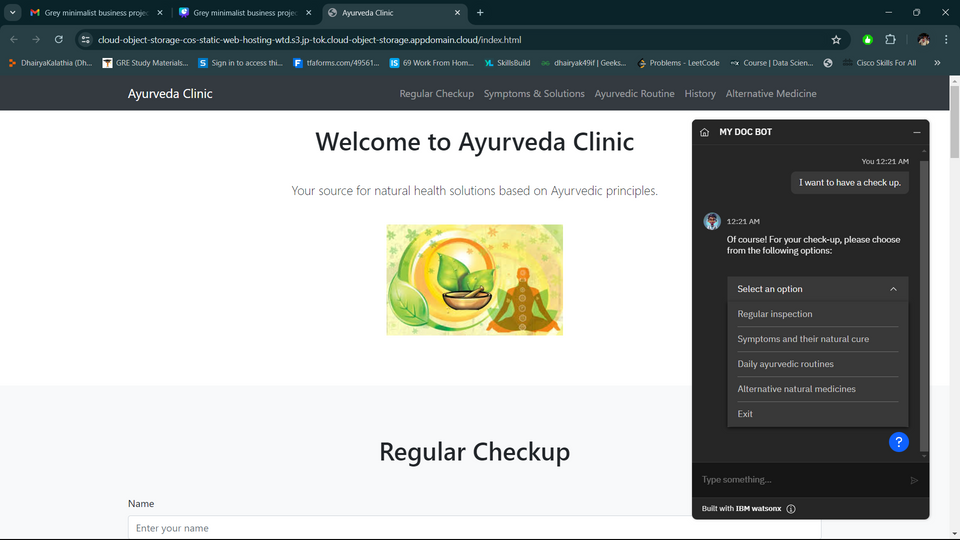 Grey minimalist business projec
Grey minimalist business projec
Ayurveda Clinic
cloud-object-storage-cos-static-web-hosting-wtd.s3.jp-tok.cloud-object-storage.appdomain.cloud/index.html
DhairyaKalathia (Dh...
GRE Study Materials...
Sign in to access thi...
tfaforms.com/49561...
69 Work From Hom...
SkillsBuild
dhairyak49if | Geeks...
Problems - LeetCode
Course | Data Scien...
Cisco Skills For All
Ayurveda Clinic
Regular Checkup
Symptoms & Solutions
Ayurvedic Routine
History
Alternative Medicine
Welcome to Ayurveda Clinic
Your source for natural health solutions based on Ayurvedic principles.
Regular Checkup
Name
Enter your name
MY DOC BOT
You 12:21 AM
I want to have a check up.
12:21 AM
Of course! For your check-up, please choose
from the following options:
Select an option
Regular inspection
Symptoms and their natural cure
Daily ayurvedic routines
Alternative natural medicines
Exit
?
Type something...
Built with IBM watsonx